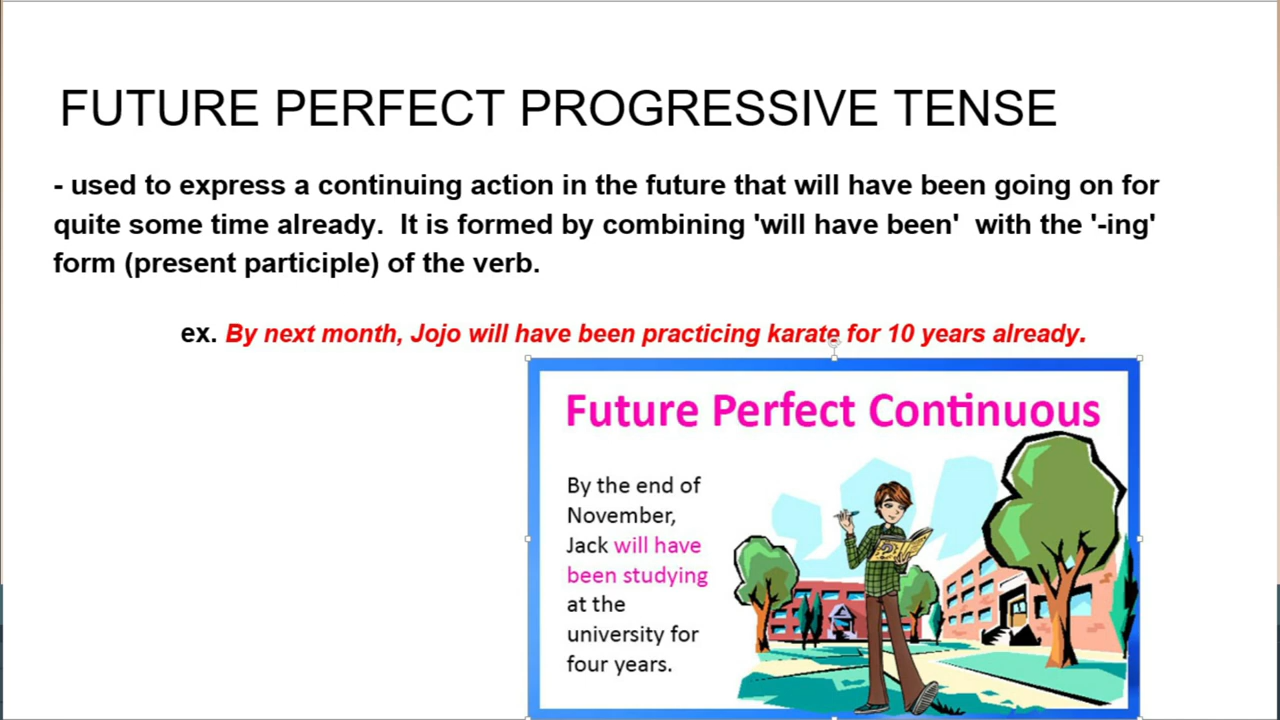 FUTURE PERFECT PROGRESSIVE TENSE
- used to express a continuing action in the future that will have been going on for
quite some time already.  It is formed by combining 'will have been'  with the '-ing'
form (present participle) of the verb.
ex. By next month, Jojo will have been practicing karate for 10 years already.
Future Perfect Continuous
By the end of
November,
Jack will have
been studying
at the
university for
four years.